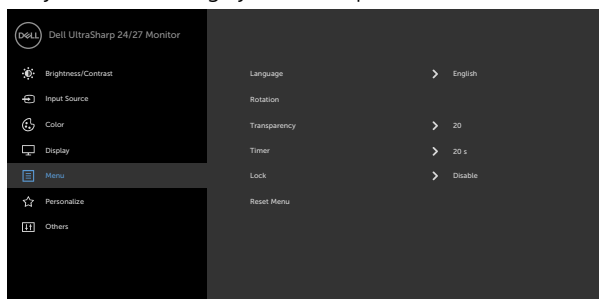 DELL
Dell UltraSharp 24/27 Monitor
Brightness/Contrast
Input Source
Color
Display
Menu
Personalize
Others
Language English
Rotation
Transparency 20
Timer 20 s
Lock Disable
Reset Menu